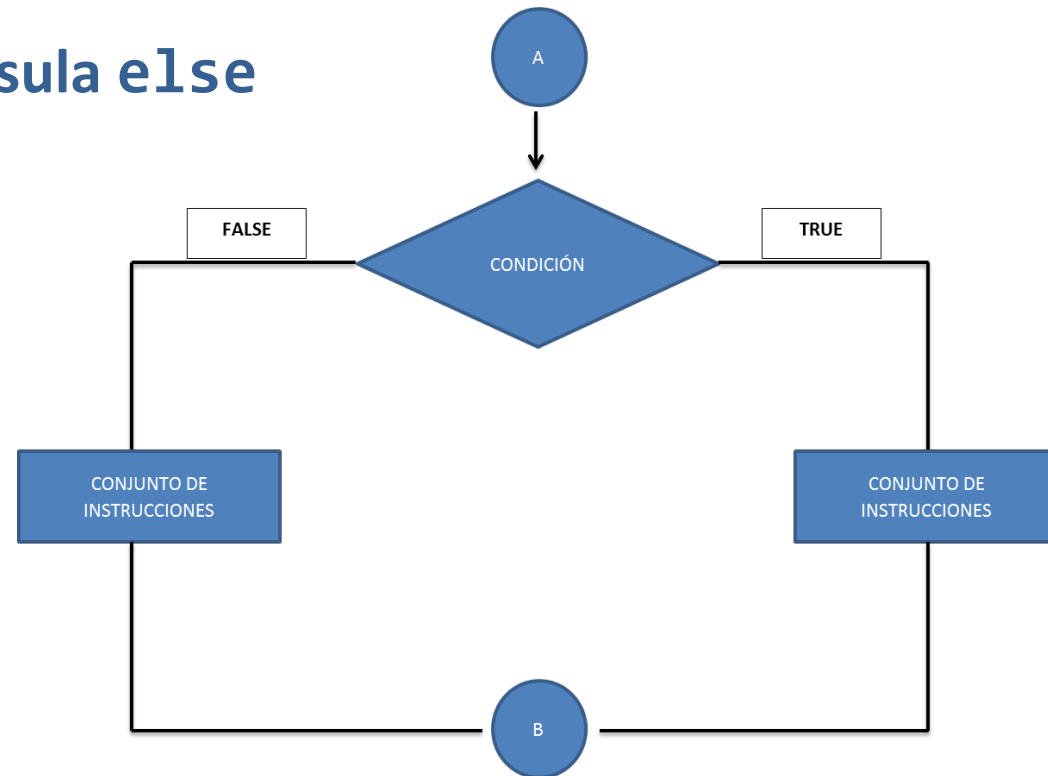 sula else
A
FALSE
TRUE
CONDICIÓN
CONJUNTO DE
INSTRUCCIONES
CONJUNTO DE
INSTRUCCIONES
B